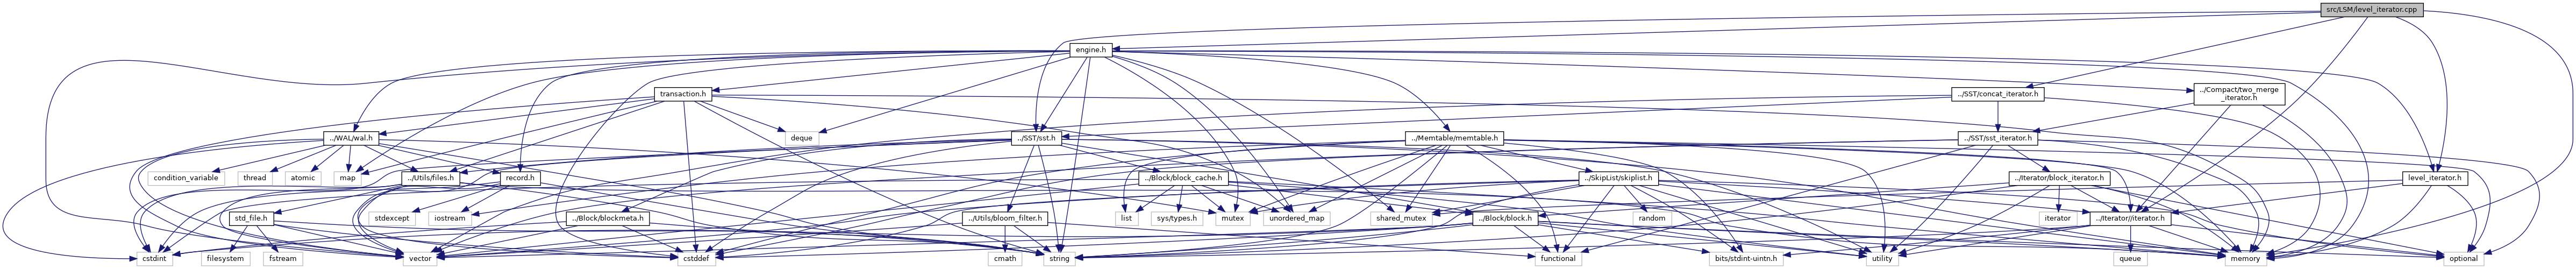 src/LSM/level_iterator.cpp
engine.h
transaction.h
../SST/concat_iterator.h
../Compact/two_merge
_iterator.h
../WAL/wal.h
deque
../SST/sst.h
../Memtable/memtable.h
../SST/sst_iterator.h
condition_variable
thread
atomic
map
../Utils/files.h
record.h
../Block/block_cache.h
../SkipList/skiplist.h
../Iterator/block_iterator.h
level_iterator.h
std_file.h
stdexcept
iostream
../Block/blockmeta.h
../Utils/bloom_filter.h
list
sys/types.h
mutex
unordered_map
shared_mutex
../Block/block.h
random
iterator
../Iterator/iterator.h
cstdint
filesystem
fstream
vector
cstddef
cmath
string
functional
bits/stdint-uintn.h
utility
queue
memory
optional